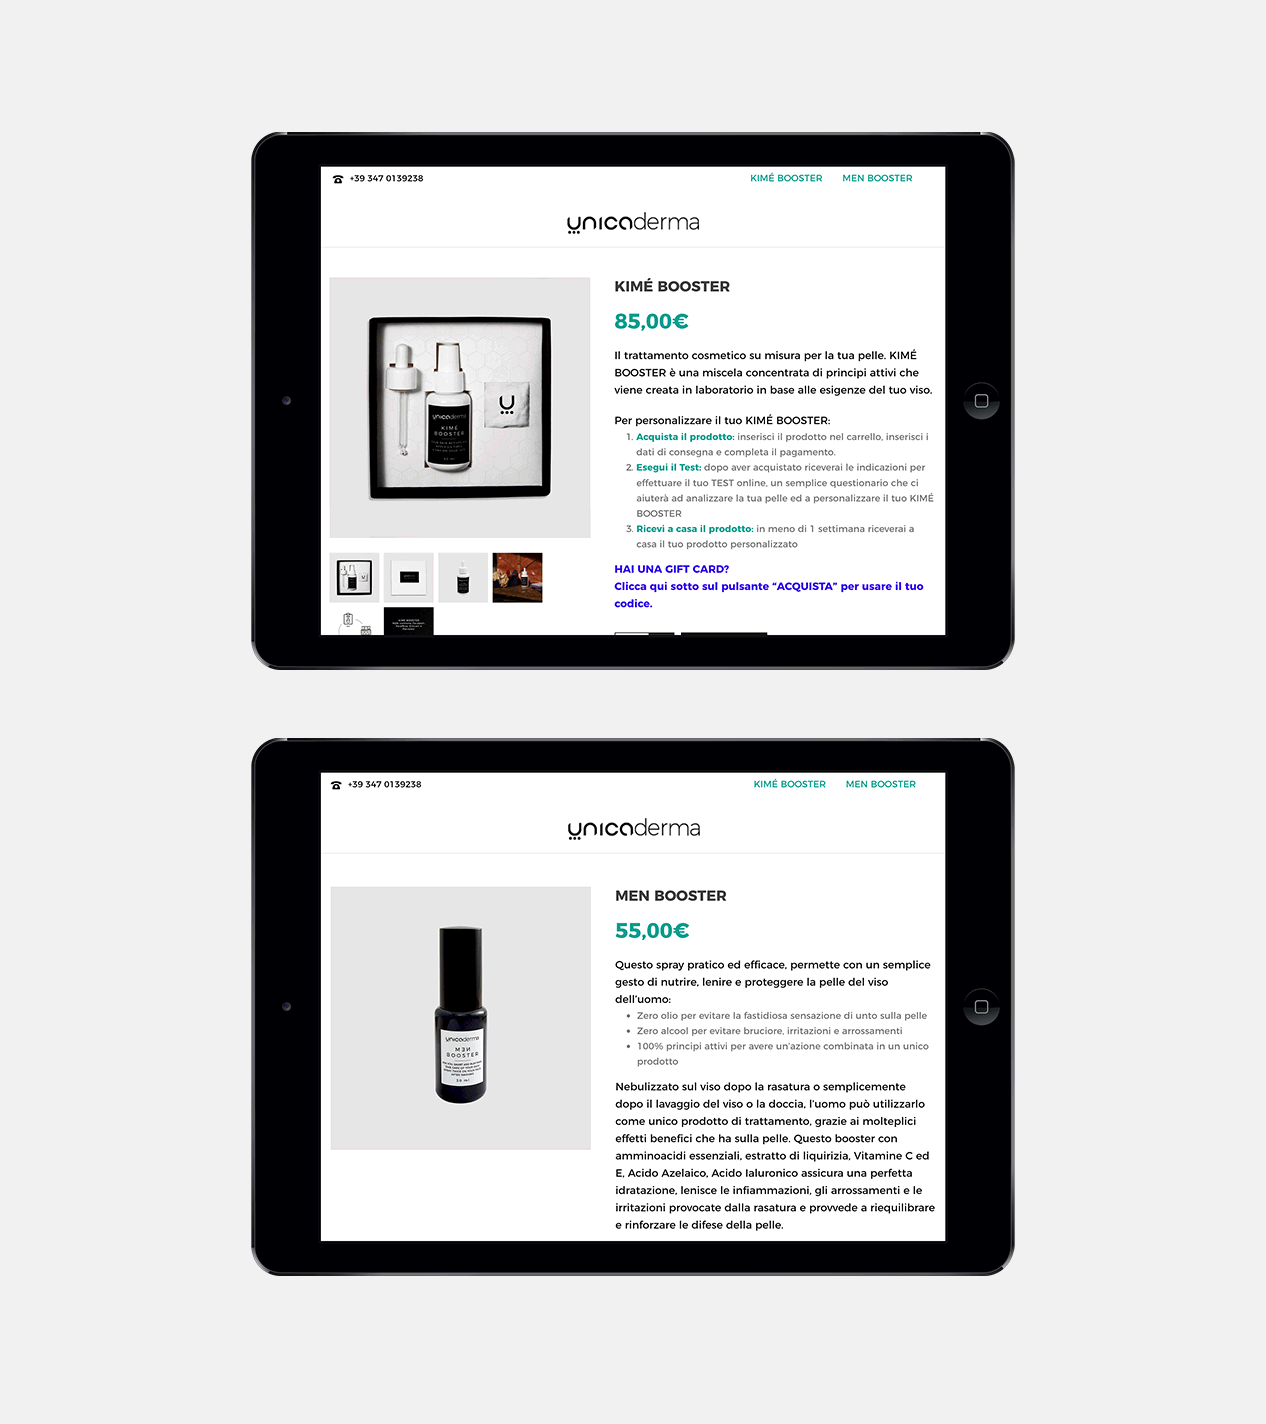 +39 347 0139238
KIMÉ BOOSTER
MEN BOOSTER
unicaderma
KIMÉ BOOSTER
85,00€
Il trattamento cosmetico su misura per la tua pelle. KIMÉ
BOOSTER è una miscela concentrata di principi attivi che
viene creata in laboratorio in base alle esigenze del tuo viso.
Per personalizzare il tuo KIMÉ BOOSTER:
1. Acquista il prodotto: inserisci il prodotto nel carrello, inserisci i
dati di consegna e completa il pagamento.
2. Esegui il Test: dopo aver acquistato riceverai le indicazioni per
effettuare il tuo TEST online, un semplice questionario che ci
aiuterà ad analizzare la tua pelle ed a personalizzare il tuo KIMÉ
BOOSTER
3. Ricevi a casa il prodotto: in meno di 1 settimana riceverai a
casa il tuo prodotto personalizzato
HAI UNA GIFT CARD?
Clicca qui sotto sul pulsante “ACQUISTA” per usare il tuo
codice.
unicaderma
KIMÉ
BOOSTER
+39 347 0139238
KIMÉ BOOSTER
MEN BOOSTER
unicaderma
MEN BOOSTER
55,00€
Questo spray pratico ed efficace, permette con un semplice
gesto di nutrire, lenire e proteggere la pelle del viso
dell'uomo:
• Zero olio per evitare la fastidiosa sensazione di unto sulla pelle
• Zero alcool per evitare bruciore, irritazioni e arrossamenti
• 100% principi attivi per avere un'azione combinata in un unico
prodotto
Nebulizzato sul viso dopo la rasatura o semplicemente
dopo il lavaggio del viso o la doccia, l'uomo può utilizzarlo
come unico prodotto di trattamento, grazie ai molteplici
effetti benefici che ha sulla pelle. Questo booster con
amminoacidi essenziali, estratto di liquirizia, Vitamine C ed
E, Acido Azelaico, Acido Ialuronico assicura una perfetta
idratazione, lenisce le infiammazioni, gli arrossamenti e le
irritazioni provocate dalla rasatura e provvede a riequilibrare
e rinforzare le difese della pelle.
unicaderma
MEN
BOOSTER